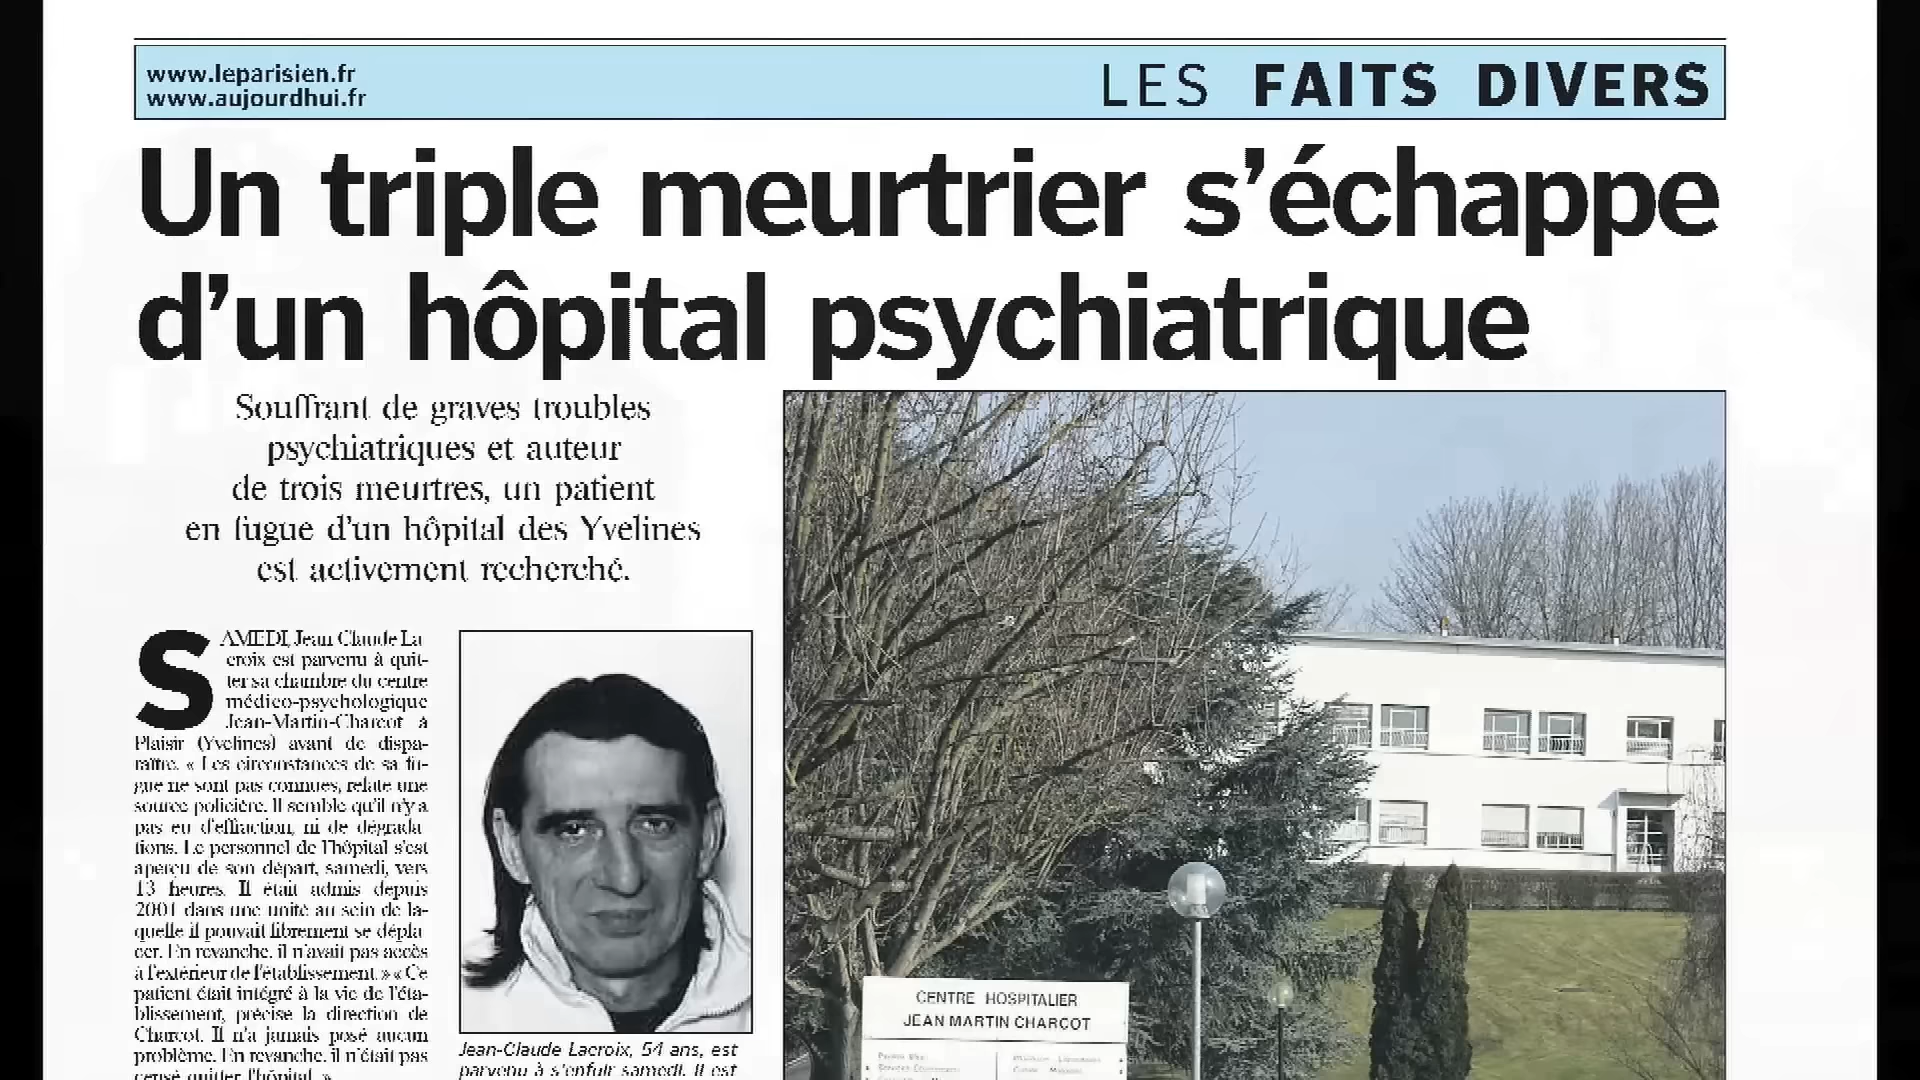 www.leparisien.fr
www.aujourdhui.fr
LES FAITS DIVERS
Un triple meurtrier s’échappe
d’un hôpital psychiatrique
Souffrant de graves troubles
psychiatriques et auteur
de trois meurtres, un patient
en fugue d’un hôpital des Yvelines
est activement recherché.
SAMEDI, Jean-Claude La-
croix est parvenu à quit-
ter sa chambre du centre
médico-psychologique
Jean-Martin-Charcot à
Plaisir (Yvelines) avant de dispa-
raître. « Les circonstances de sa fu-
gue ne sont pas connues, relate une
source policière. Il semble qu’il n’y a
pas eu d’effraction, ni de dégrada-
tions. Le personnel de l’hôpital s’est
aperçu de son départ, samedi, vers
13 heures. Il était admis depuis
2001 dans une unité au sein de la-
quelle il pouvait librement se dépla-
cer. En revanche, il n’avait pas accès
à l’extérieur de l’établissement. » « Ce
patient était intégré à la vie de l’éta-
blissement, précise la direction de
Charcot. Il n’a jamais posé aucun
problème. En revanche, il n’était pas
censé quitter l’hôpital. »
Jean-Claude Lacroix, 54 ans, est
parvenu à s’enfuir samedi. Il est
CENTRE HOSPITALIER
JEAN MARTIN CHARCOT